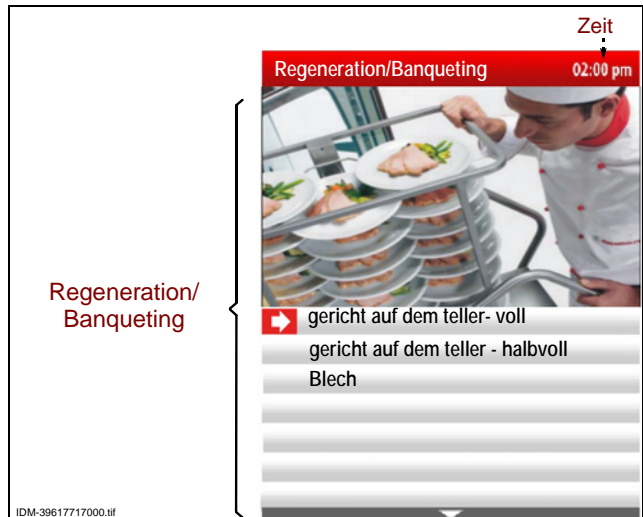 Zeit
Regeneration/Banqueting 02:00 pm
Regeneration/
Banqueting
gericht auf dem teller- voll
gericht auf dem teller - halbvoll
Blech
IDM-39617717000.tif